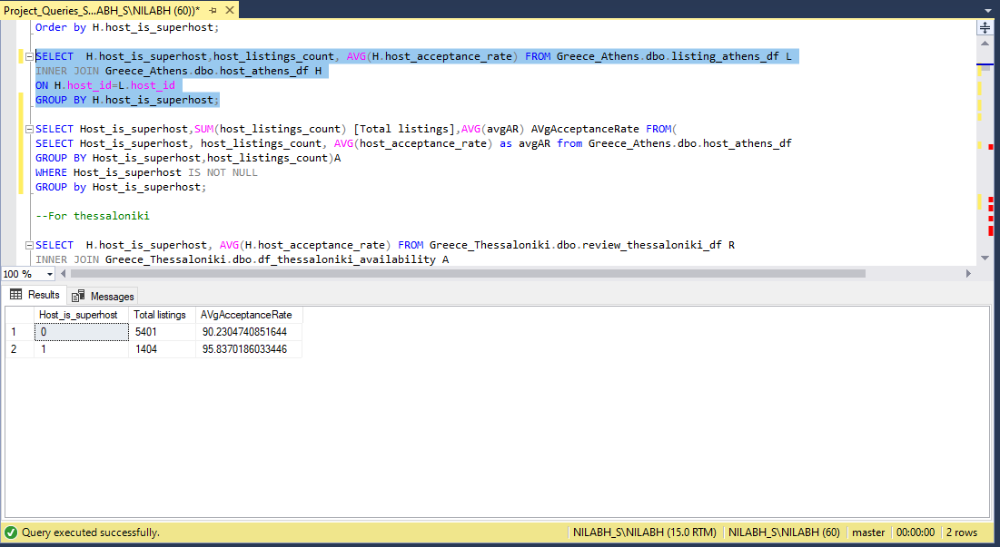 Project_Queries_S...ABH_S\NILABH (60))*
Order by H.host_is_superhost;
SELECT  H.host_is_superhost,host_listings_count, AVG(H.host_acceptance_rate) FROM Greece_Athens.dbo.listing_athens_df L
INNER JOIN Greece_Athens.dbo.host_athens_df H
ON H.host_id=L.host_id
GROUP BY H.host_is_superhost;
SELECT Host_is_superhost,SUM(host_listings_count) [Total listings],AVG(avgAR) AVgAcceptanceRate FROM(
SELECT Host_is_superhost, host_listings_count, AVG(host_acceptance_rate) as avgAR from Greece_Athens.dbo.host_athens_df
GROUP BY Host_is_superhost,host_listings_count)A
WHERE Host_is_superhost IS NOT NULL
GROUP by Host_is_superhost;
--For thessaloniki
SELECT  H.host_is_superhost, AVG(H.host_acceptance_rate) FROM Greece_Thessaloniki.dbo.review_thessaloniki_df R
INNER JOIN Greece_Thessaloniki.dbo.df_thessaloniki_availability A
100 %
Results Messages
Host_is_superhost Total listings AVgAcceptanceRate
1 0 5401 90.2304740851644
2 1 1404 95.8370186033446
Query executed successfully. NILABH_S\NILABH (15.0 RTM) NILABH_S\NILABH (60) master 00:00:00 2 rows